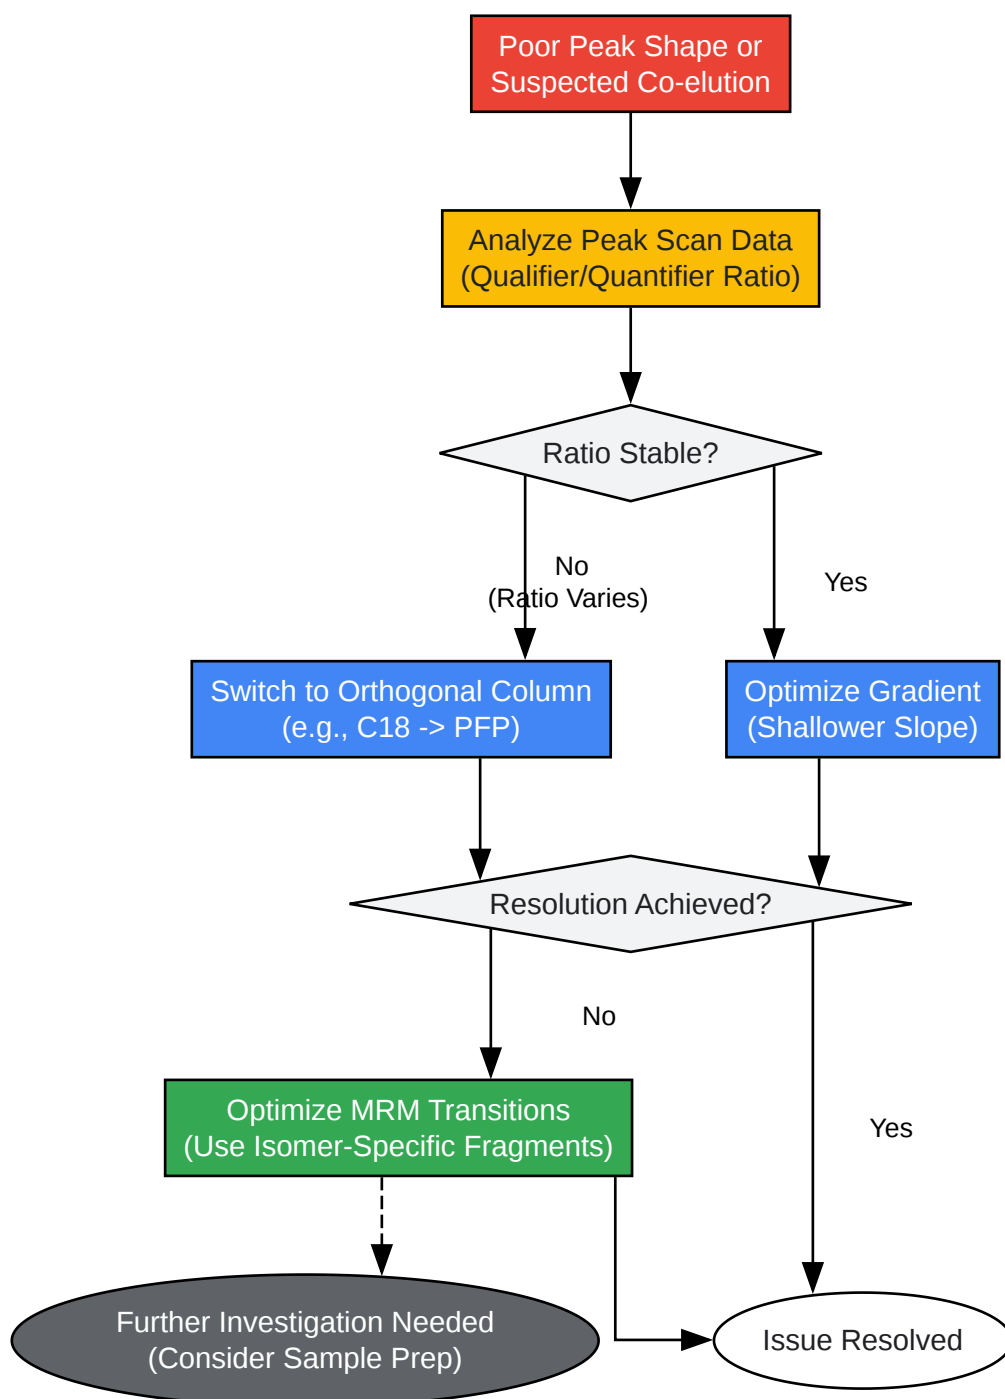 Poor Peak Shape or
Suspected Co-elution
Analyze Peak Scan Data
(Qualifier/Quantifier Ratio)
Ratio Stable?
No
(Ratio Varies)
Yes
Switch to Orthogonal Column
(e.g., C18 -> PFP)
Optimize Gradient
(Shallower Slope)
Resolution Achieved?
No
Optimize MRM Transitions
(Use Isomer-Specific Fragments)
Yes
Further Investigation Needed
(Consider Sample Prep)
Issue Resolved